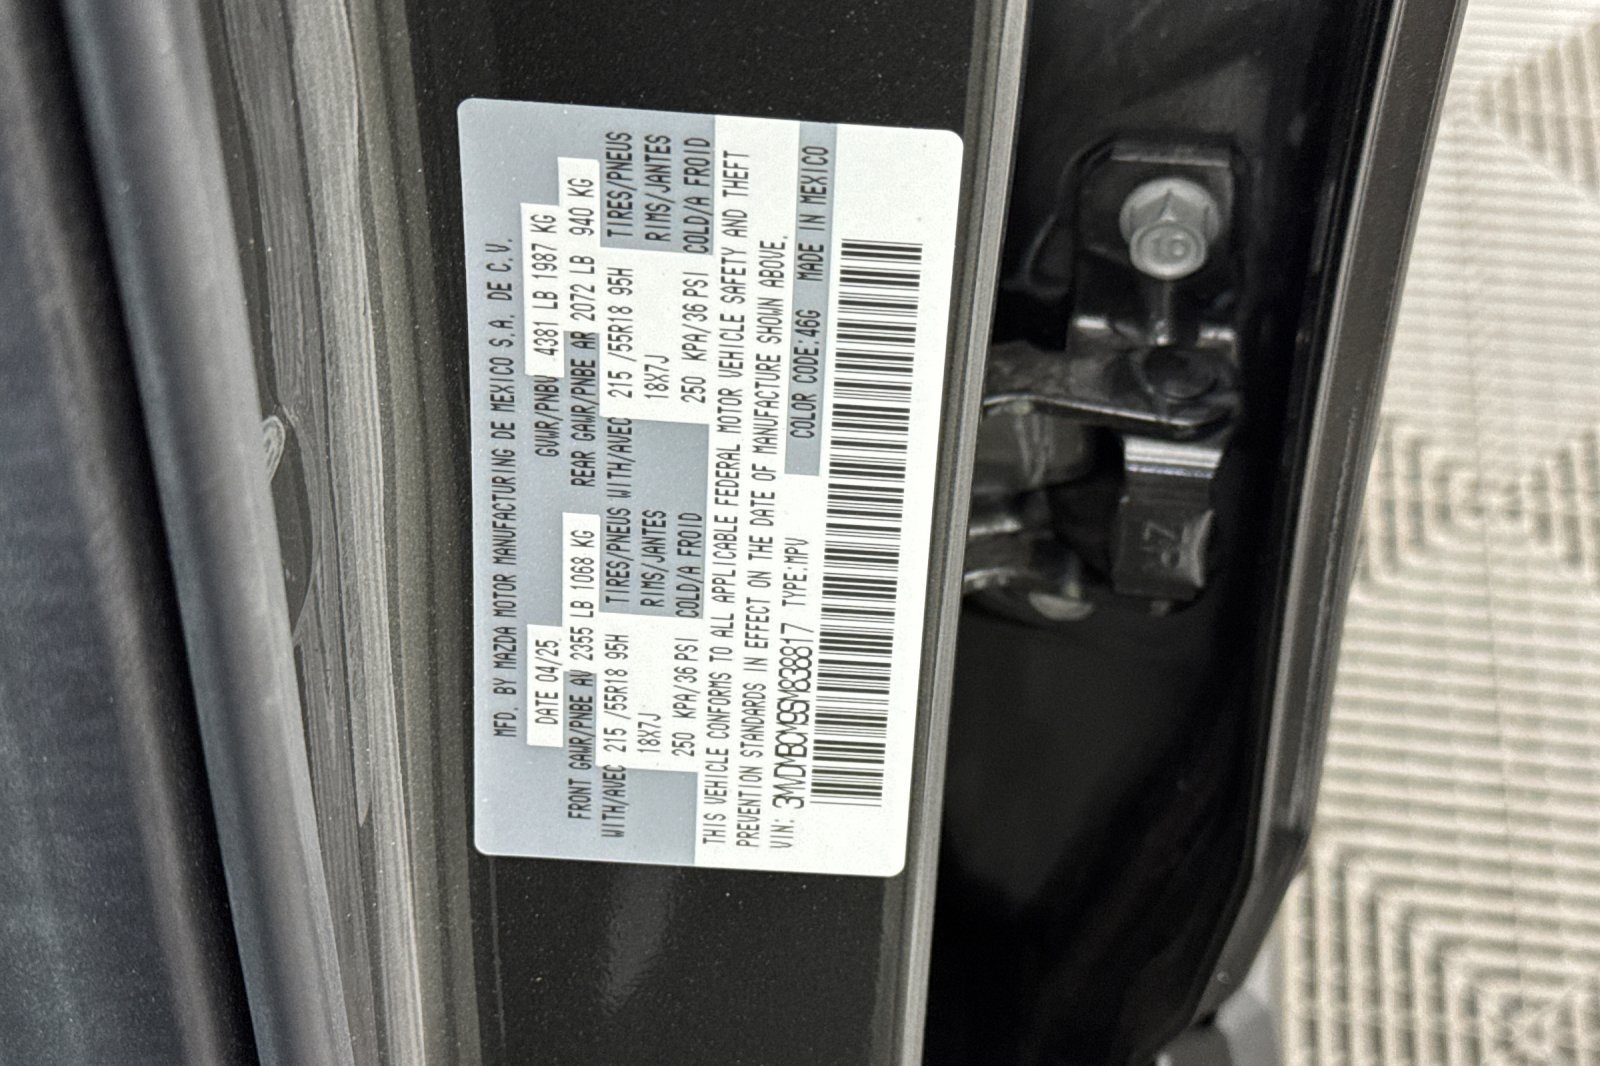 MFD. BY MAZDA MOTOR MANUFACTURING DE MEXICO S.A. DE C.V.
DATE 04/25 GVWR/PNBV 4381 LB 1987 KG
FRONT GAWR/PNBE AV 2355 LB 1068 KG REAR GAWR/PNBE AR 2072 LB 940 KG
WITH/AVEC 215 /55R18 95H TIRES/PNEUS WITH/AVEC 215 /55R18 95H TIRES/PNEUS
18X7J RIMS/JANTES 18X7J RIMS/JANTES
250 KPA/36 PSI COLD/A FROID 250 KPA/36 PSI COLD/A FROID
THIS VEHICLE CONFORMS TO ALL APPLICABLE FEDERAL MOTOR VEHICLE SAFETY AND THEFT
PREVENTION STANDARDS IN EFFECT ON THE DATE OF MANUFACTURE SHOWN ABOVE.
VIN: 3MVDMBCM9SM838817 TYPE:MPV COLOR CODE:46G MADE IN MEXICO